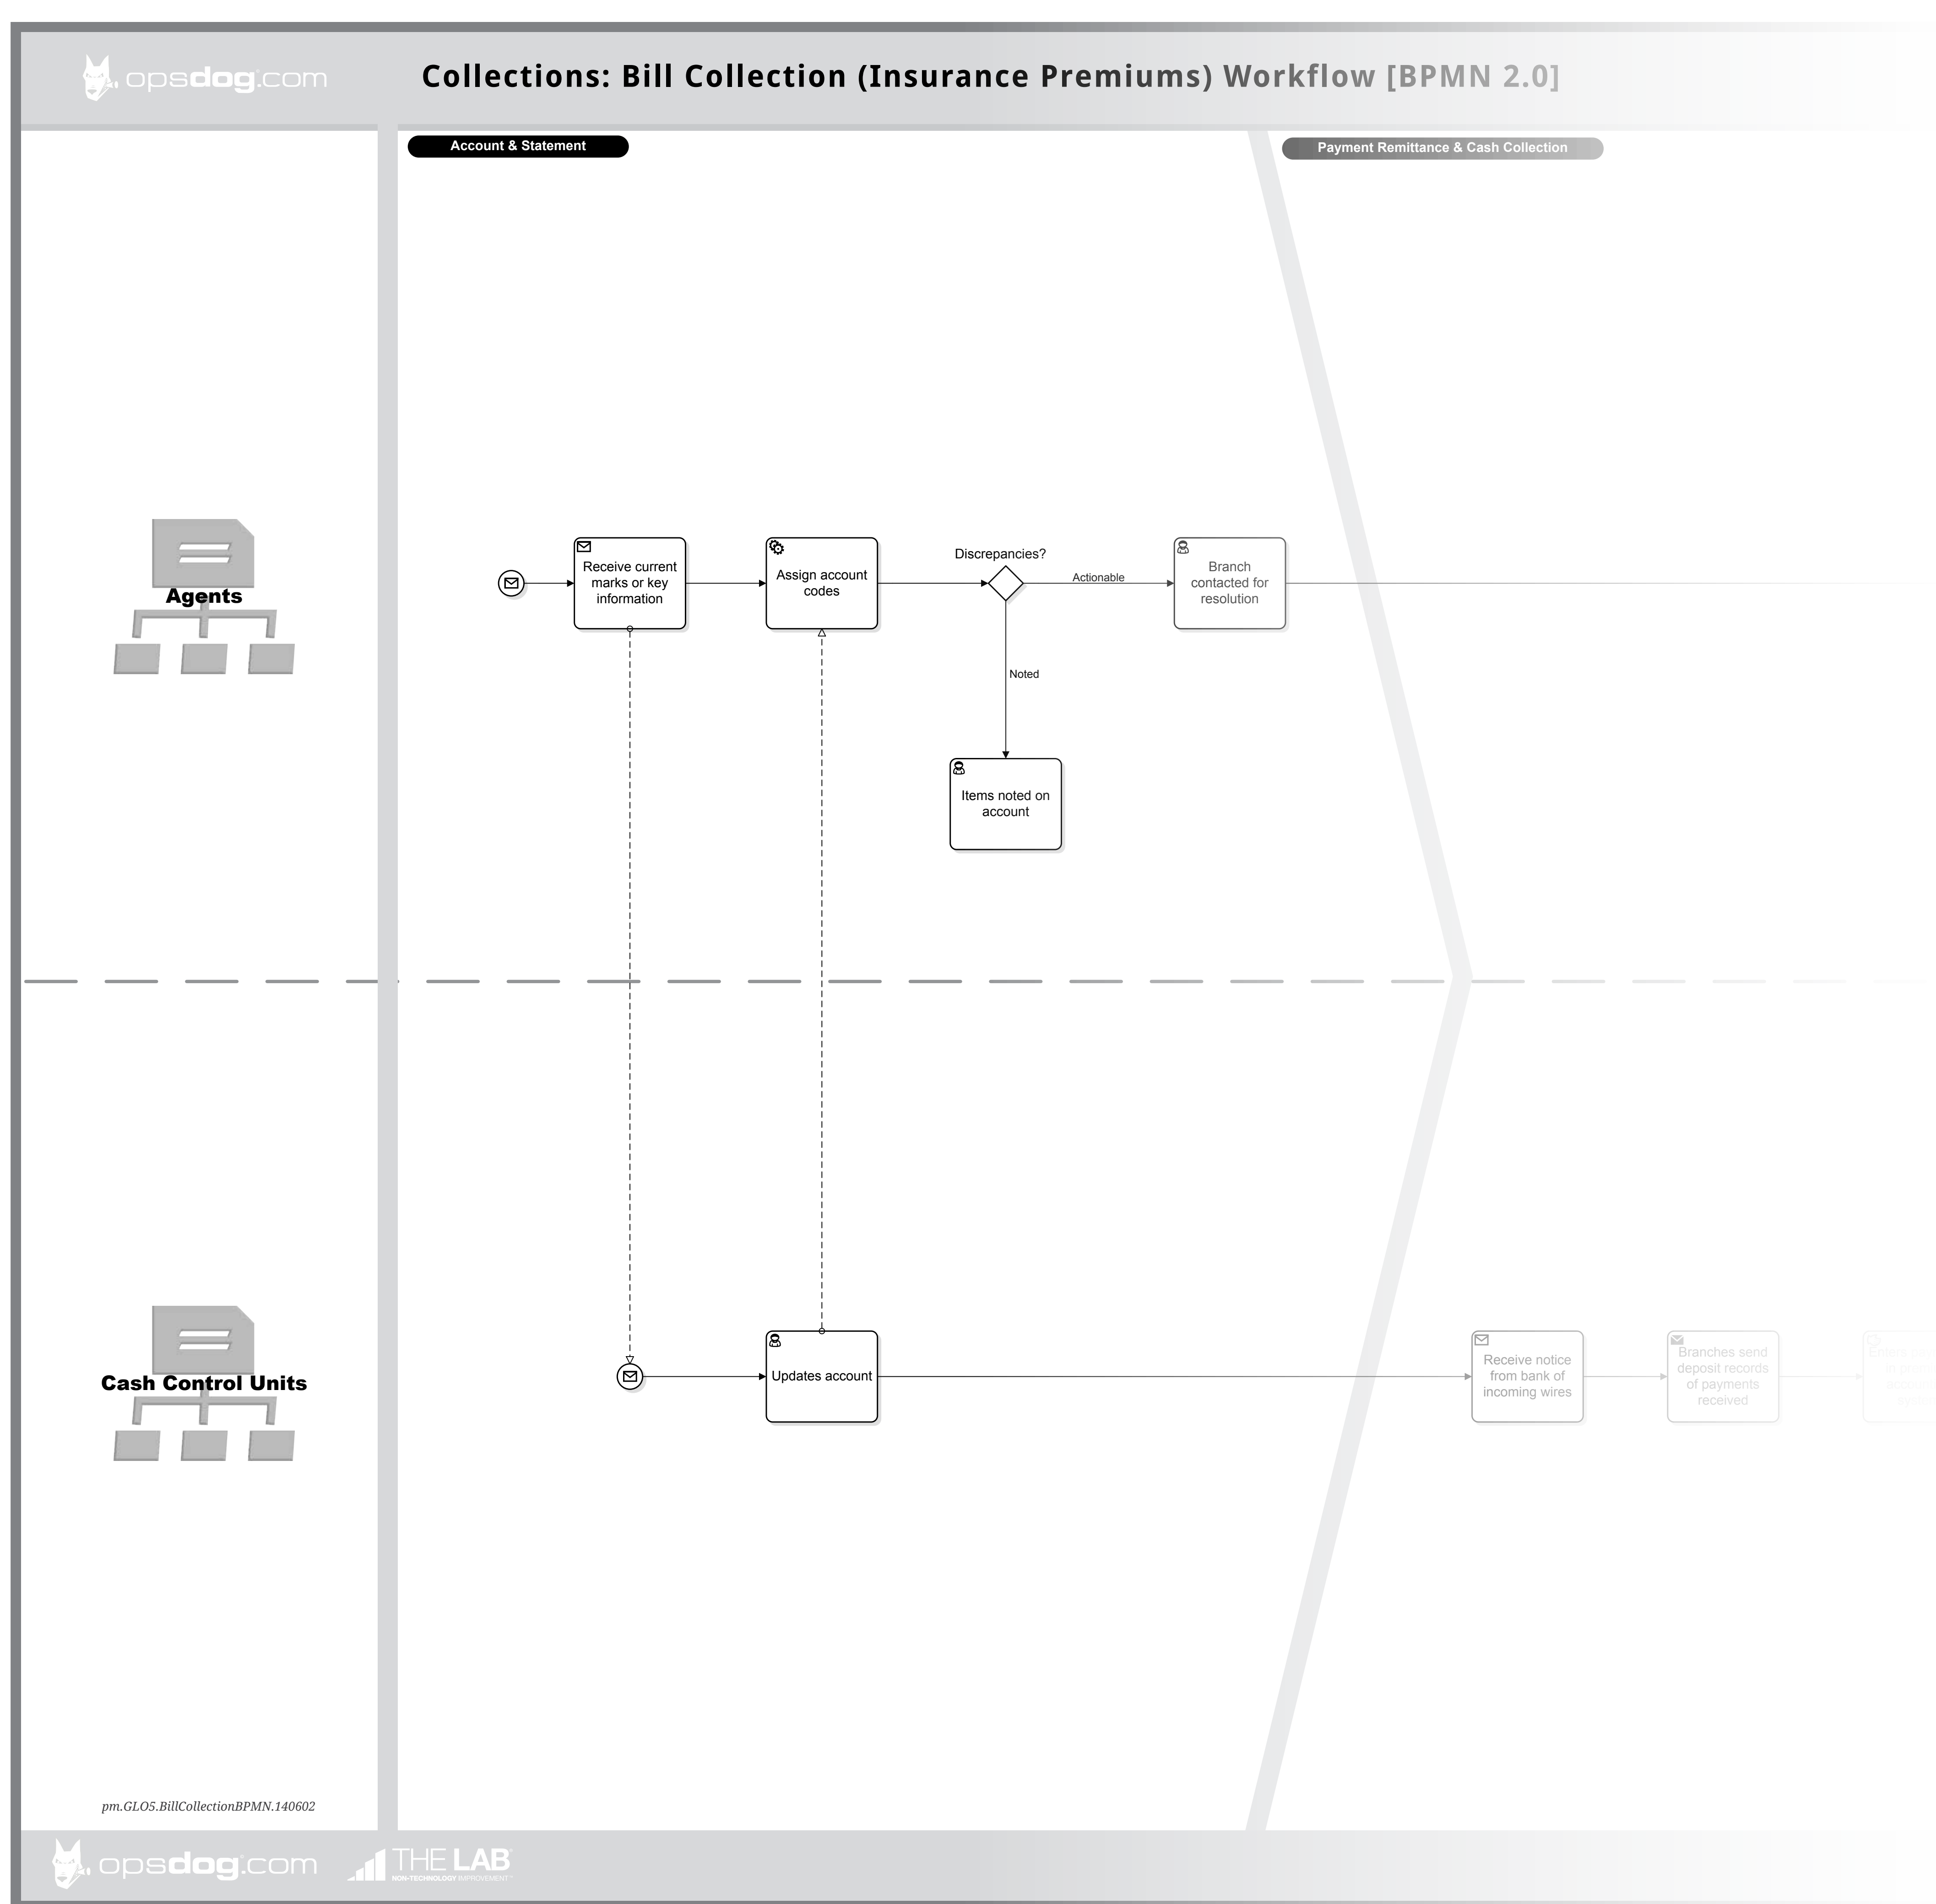 opsdog.com
Collections: Bill Collection (Insurance Premiums) Workflow [BPMN 2.0]
Account & Statement
Payment Remittance & Cash Collection
Agents
Receive current
marks or key
information
Assign account
codes
Discrepancies?
Actionable
Branch
contacted for
resolution
Noted
Items noted on
account
Cash Control Units
Updates account
Receive notice
from bank of
incoming wires
Branches send
deposit records
of payments
received
pm.GLO5.BillCollectionBPMN.140602
opsdog.com
THE LAB
NON-TECHNOLOGY IMPROVEMENT™